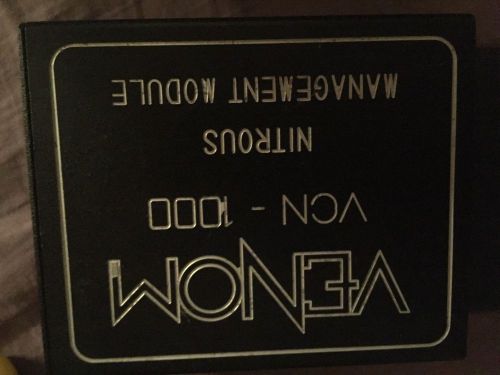 VENOM
VCN - 1000
NITROUS
MANAGEMENT MODULE